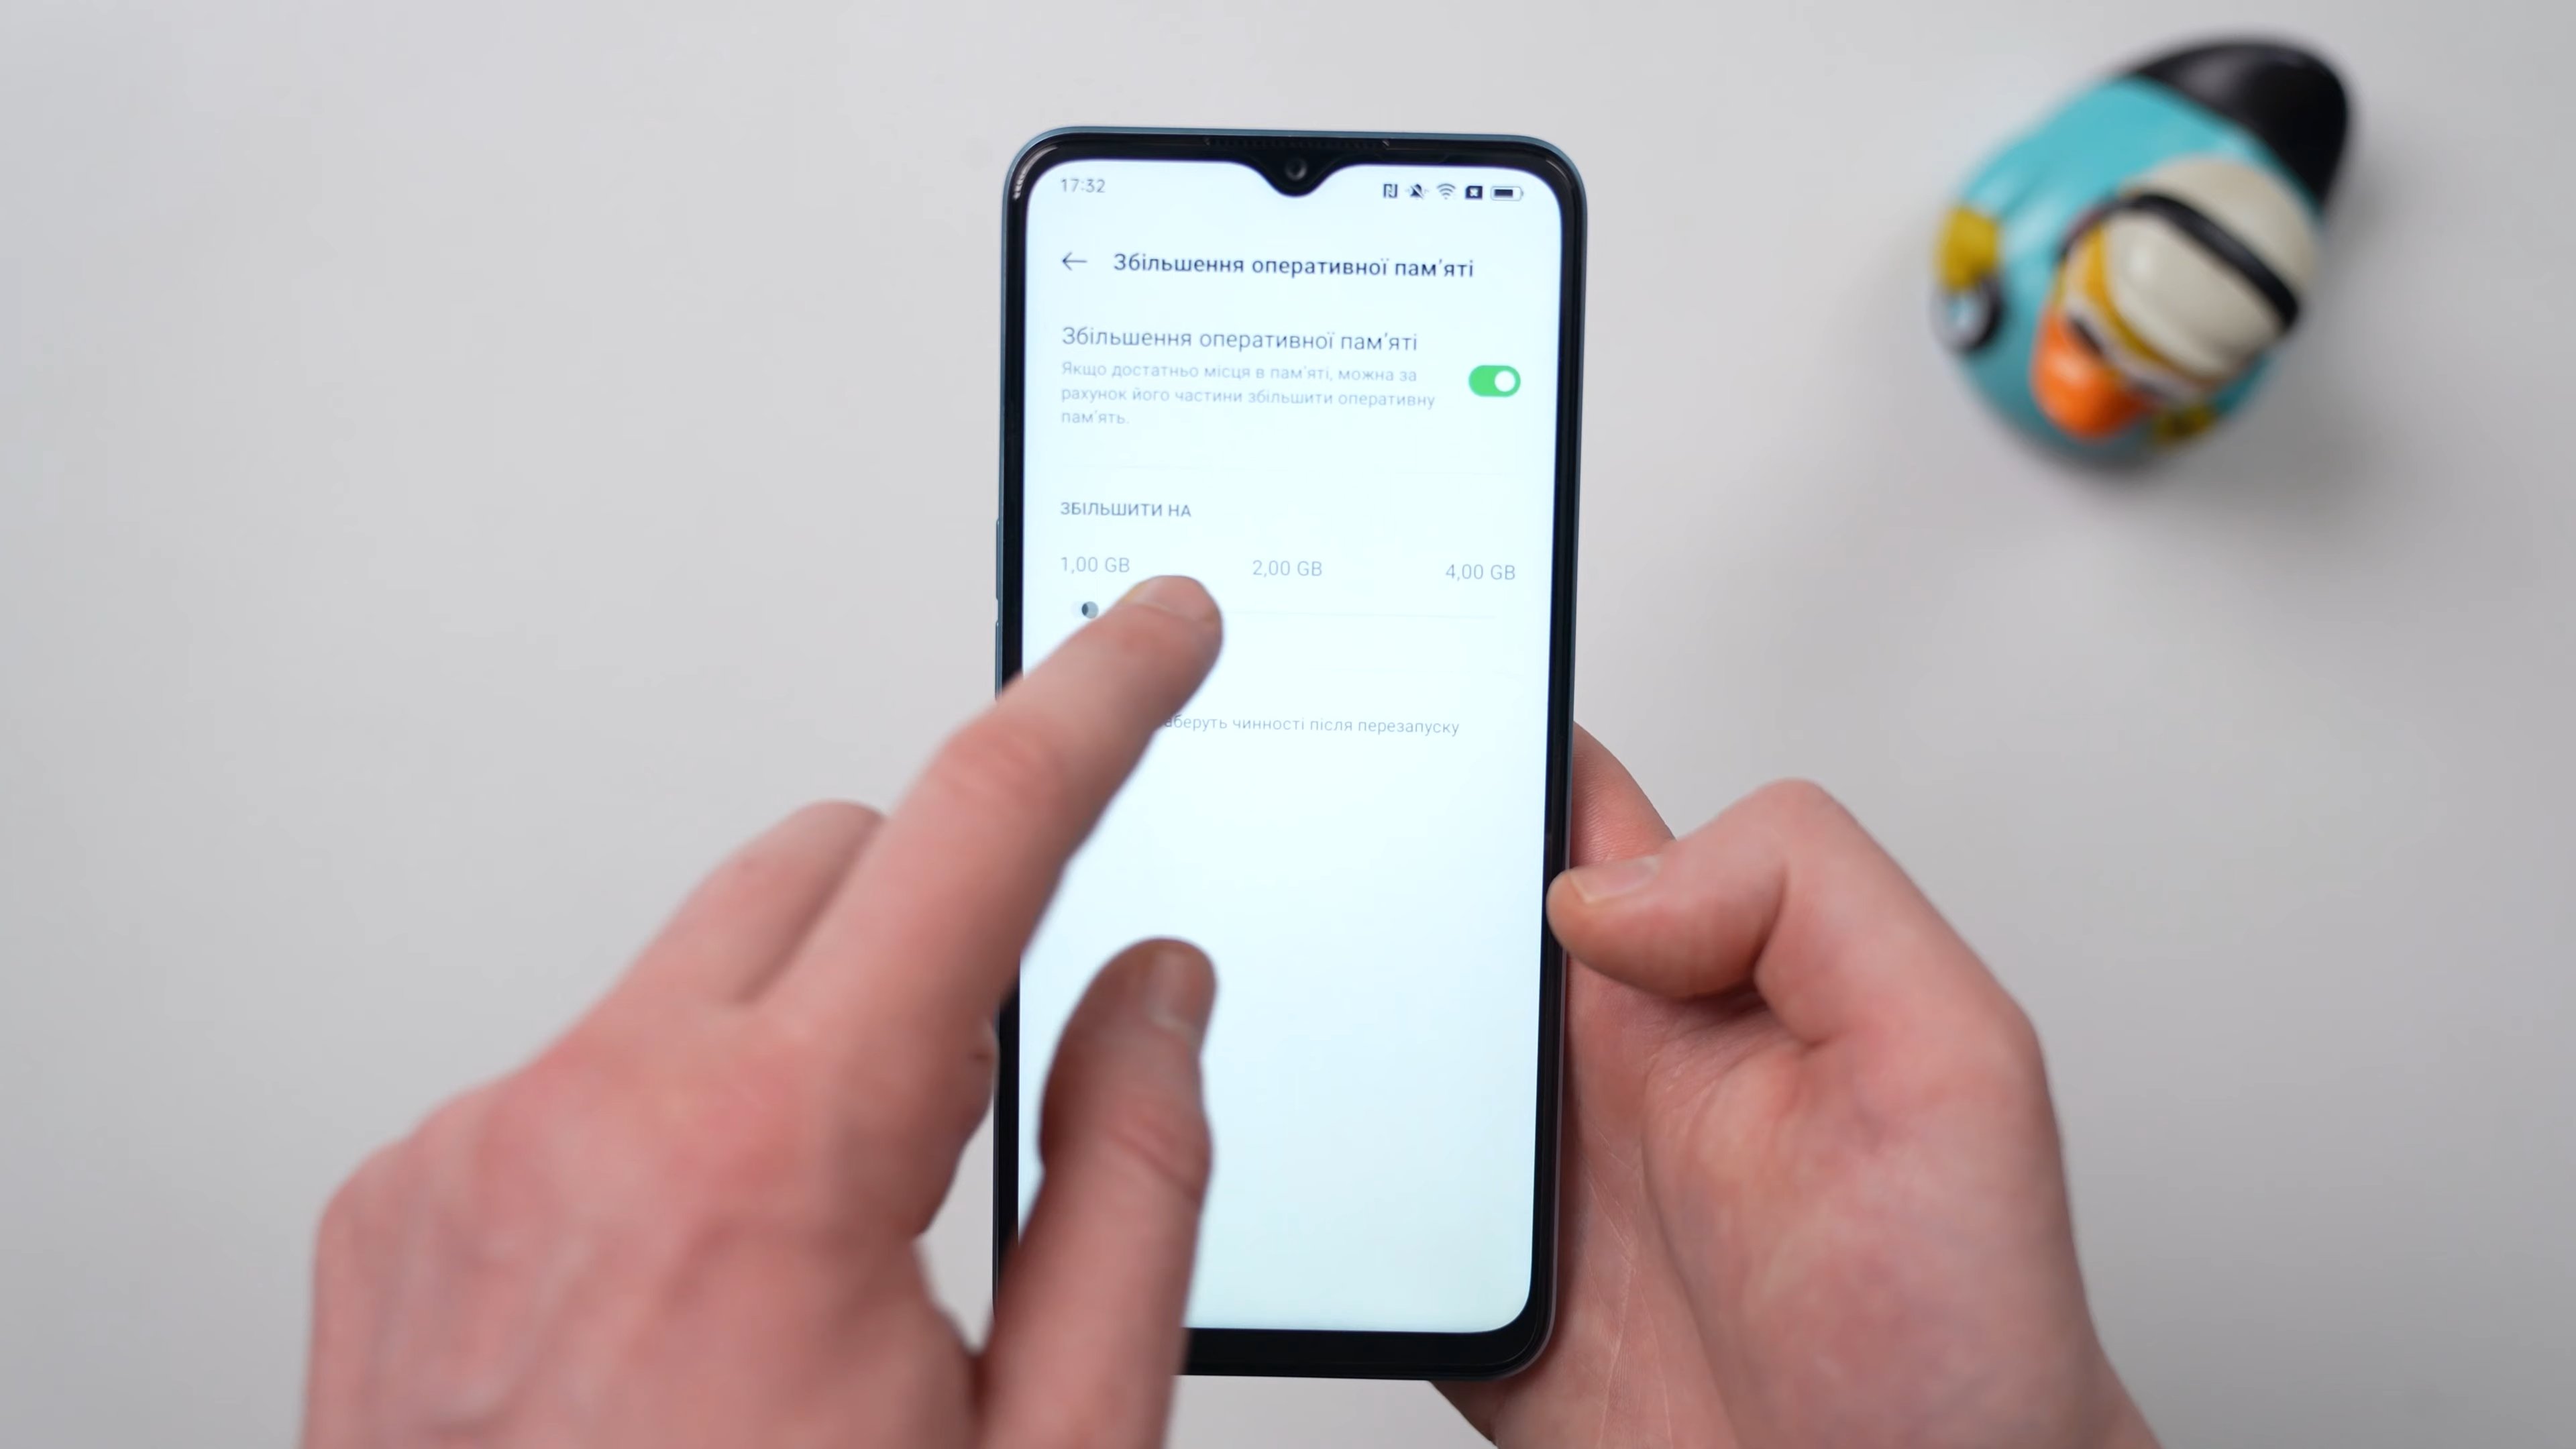 17:32
Збільшення оперативної пам'яті
Збільшення оперативної пам'яті
Якщо достатньо місця в пам'яті, можна за
рахунок його частини збільшити оперативну
пам'ять.
ЗБІЛЬШИТИ НА
1,00 GB 2,00 GB 4,00 GB
чинності після перезапуску